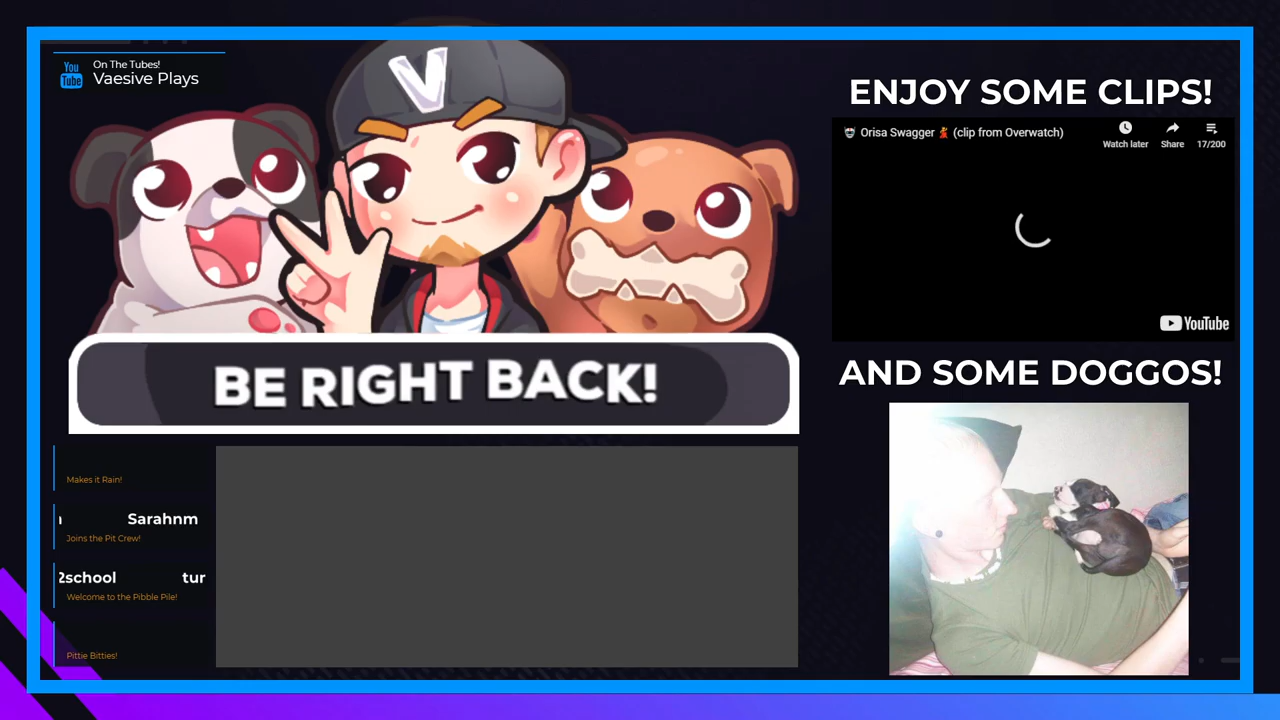 You
Tube
On The Tubes!
Vaesive Plays
V
BE RIGHT BACK!
Makes it Rain!
Sarahnm
Joins the Pit Crew!
2school tur
Welcome to the Pibble Pile!
Pittie Bitties!
ENJOY SOME CLIPS!
Orisa Swagger 💃 (clip from Overwatch)
Watch later
Share
17/200
YouTube
AND SOME DOGGOS!